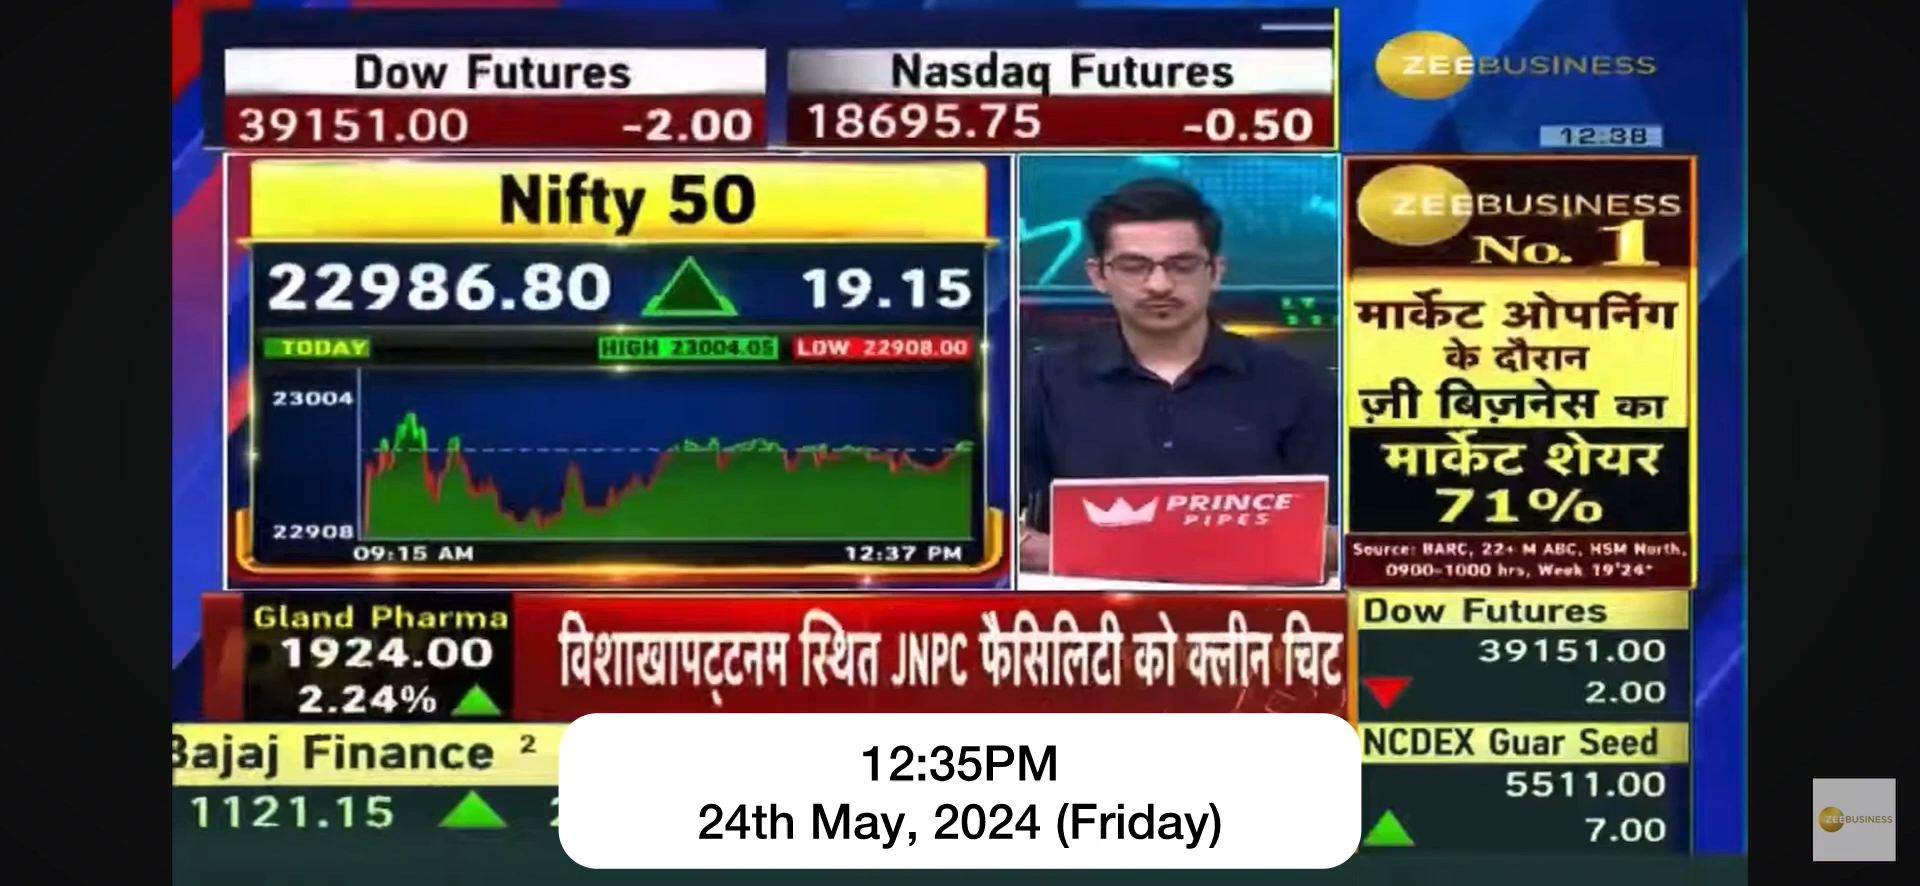 Dow Futures
39151.00 -2.00
Nasdaq Futures
18695.75 -0.50
ZEEBUSINESS
12:38
Nifty 50
22986.80 19.15
TODAY HIGH 23004.05 LOW 22908.00
23004
22908
09:15 AM 12:37 PM
PRINCE
PIPES
ZEEBUSINESS
No. 1
मार्केट ओपनिंग
के दौरान
ज़ी बिज़नेस का
मार्केट शेयर
71%
Source: BARC, 22+ M ABC, HSM North,
0900-1000 hrs, Week 19'24*
Gland Pharma
1924.00
2.24%
विशाखापट्टनम स्थित JNPC फैसिलिटी को क्लीन चिट
Dow Futures
39151.00
2.00
Bajaj Finance 2
1121.15
NCDEX Guar Seed
5511.00
7.00
12:35PM
24th May, 2024 (Friday)
ZEEBUSINESS